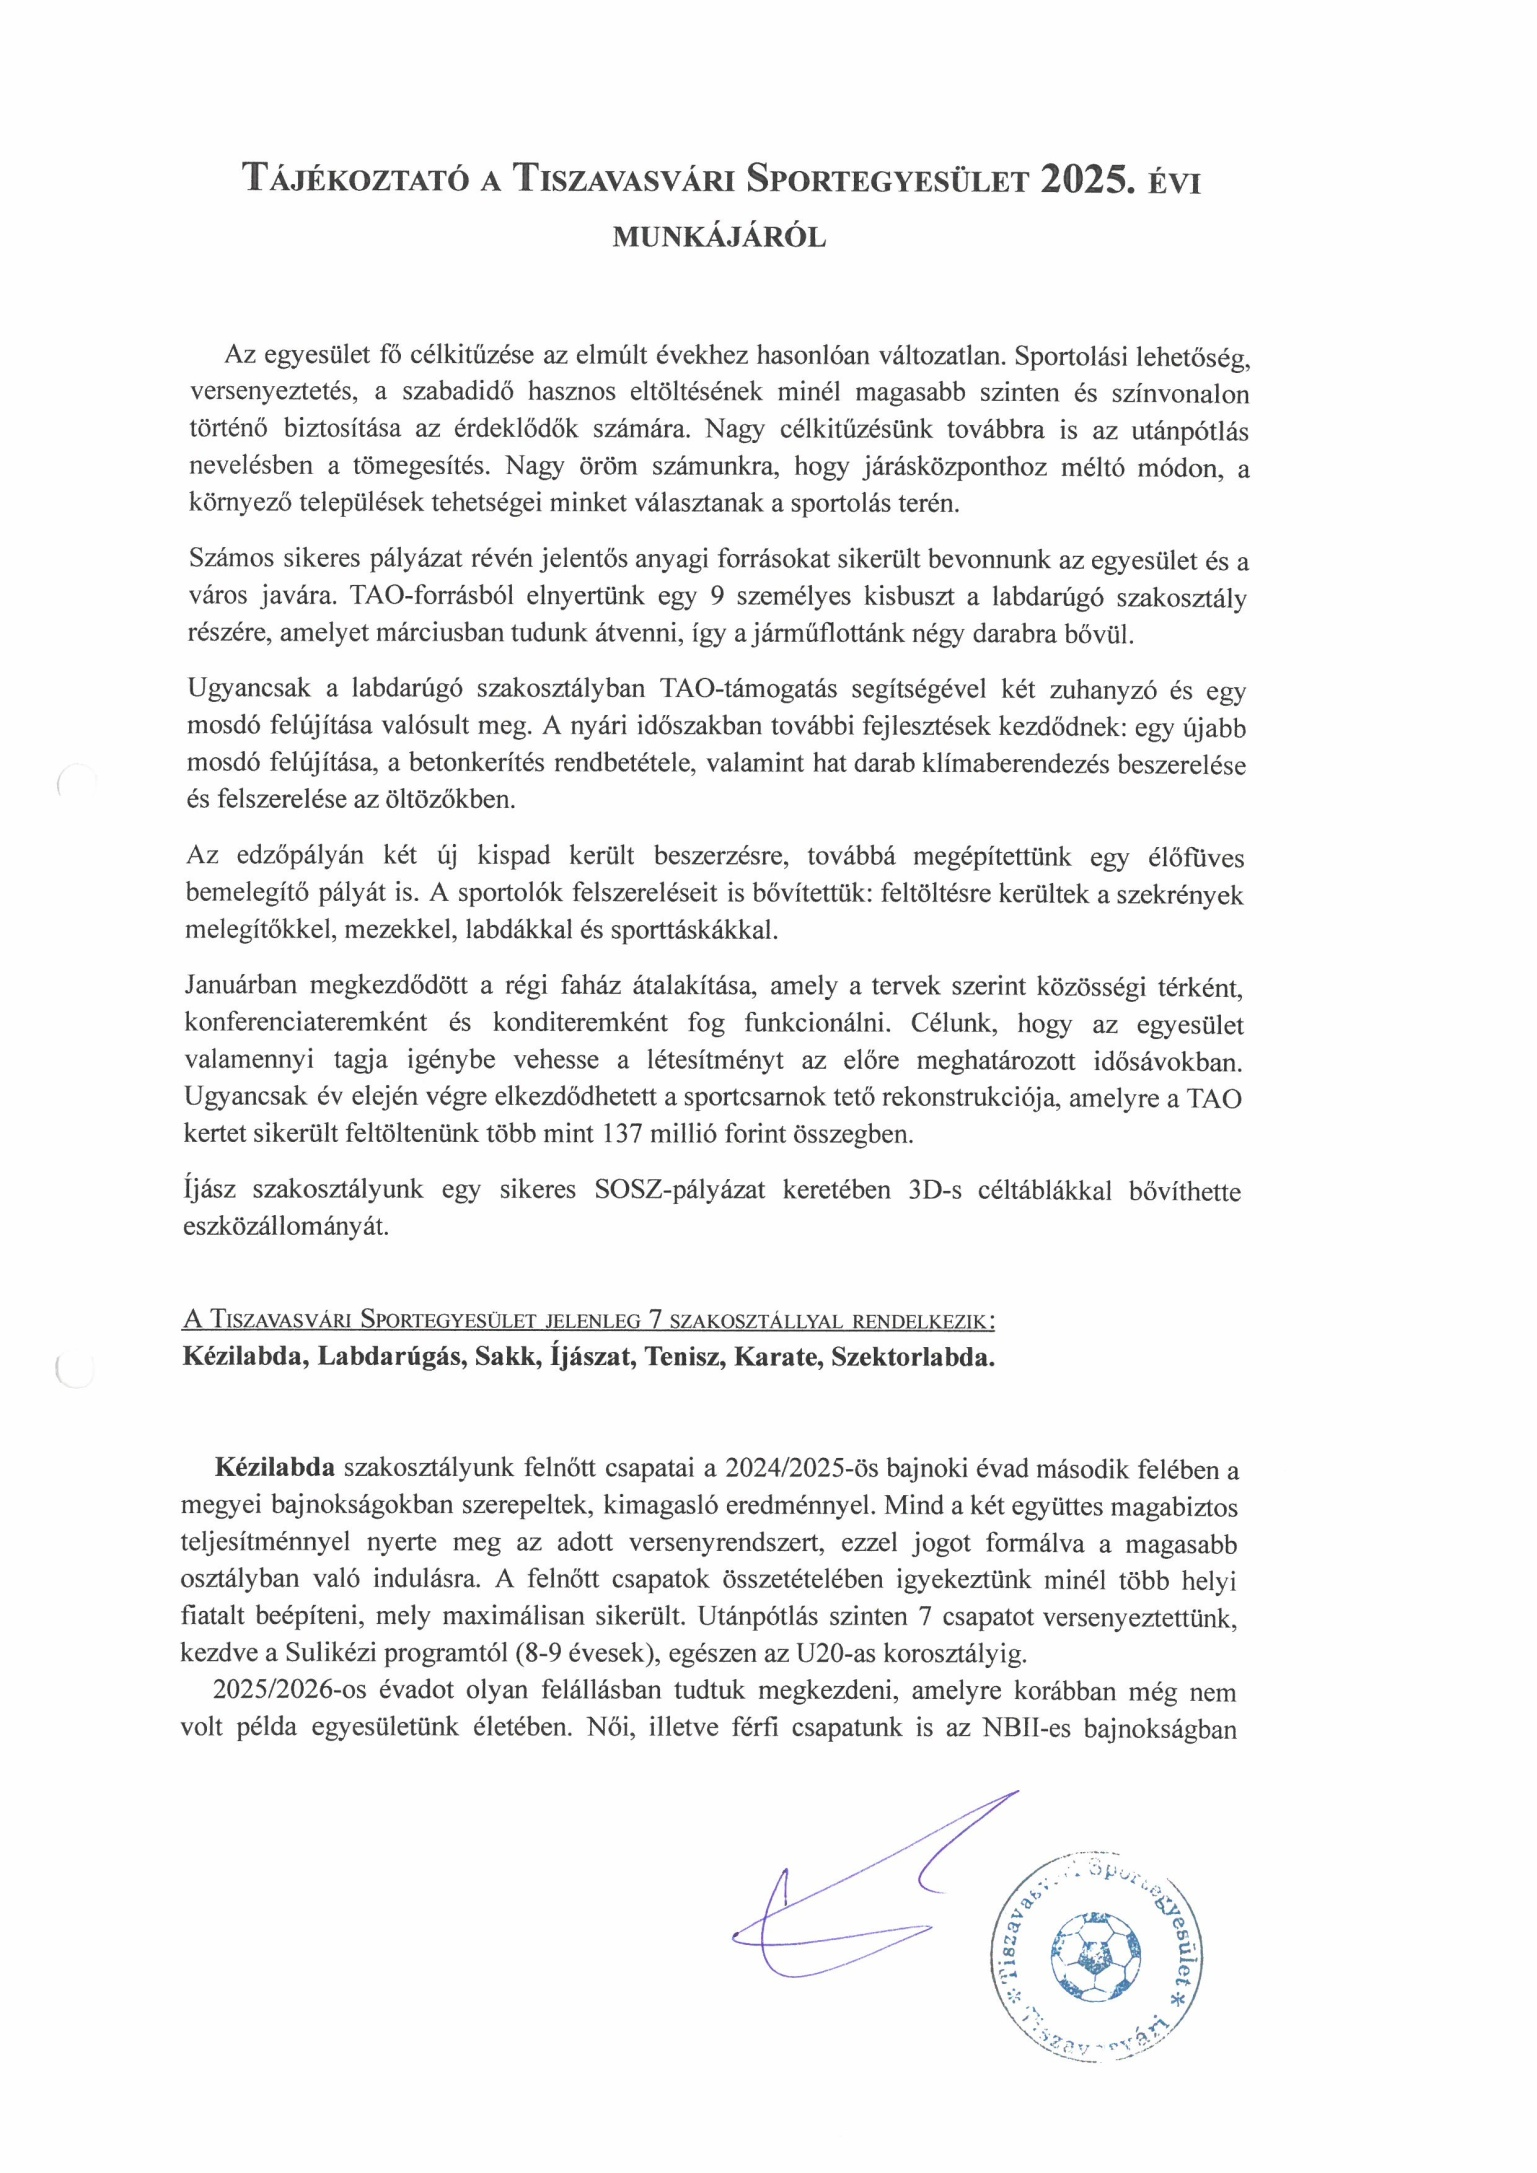 TÁJÉKOZTATÓ A TISZAVASVÁRI SPORTEGYESÜLET 2025. ÉVI
MUNKÁJÁRÓL
Az egyesület fő célkitűzése az elmúlt évekhez hasonlóan változatlan. Sportolási lehetőség,
versenyeztetés, a szabadidő hasznos eltöltésének minél magasabb szinten és színvonalon
történő biztosítása az érdeklődők számára. Nagy célkitűzésünk továbbra is az utánpótlás
nevelésben a tömegesítés. Nagy öröm számunkra, hogy járásközponthoz méltó módon, a
környező települések tehetségei minket választanak a sportolás terén.
Számos sikeres pályázat révén jelentős anyagi forrásokat sikerült bevonnunk az egyesület és a
város javára. TAO-forrásból elnyertünk egy 9 személyes kisbuszt a labdarúgó szakosztály
részére, amelyet márciusban tudunk átvenni, így a járműflottánk négy darabra bővül.
Ugyancsak a labdarúgó szakosztályban TAO-támogatás segítségével két zuhanyzó és egy
mosdó felújítása valósult meg. A nyári időszakban további fejlesztések kezdődnek: egy újabb
mosdó felújítása, a betonkerítés rendbetétele, valamint hat darab klímaberendezés beszerelése
és felszerelése az öltözőkben.
Az edzőpályán két új kispad került beszerzésre, továbbá megépítettünk egy élőfüves
bemelegítő pályát is. A sportolók felszereléseit is bővítettük: feltöltésre kerültek a szekrények
melegítőkkel, mezekkel, labdákkal és sporttáskákkal.
Januárban megkezdődött a régi faház átalakítása, amely a tervek szerint közösségi térként,
konferenciateremként és konditeremként fog funkcionálni. Célunk, hogy az egyesület
valamennyi tagja igénybe vehesse a létesítményt az előre meghatározott idősávokban.
Ugyancsak év elején végre elkezdődhetett a sportcsarnok tető rekonstrukciója, amelyre a TAO
kertet sikerült feltöltenünk több mint 137 millió forint összegben.
Íjász szakosztályunk egy sikeres SOSZ-pályázat keretében 3D-s céltáblákkal bővíthette
eszközállományát.
A TISZAVASVÁRI SPORTEGYESÜLET JELENLEG 7 SZAKOSZTÁLLYAL RENDELKEZIK:
Kézilabda, Labdarúgás, Sakk, Íjászat, Tenisz, Karate, Szektorlabda.
Kézilabda szakosztályunk felnőtt csapatai a 2024/2025-ös bajnoki évad második felében a
megyei bajnokságokban szerepeltek, kimagasló eredménnyel. Mind a két együttes magabiztos
teljesítménnyel nyerte meg az adott versenyrendszert, ezzel jogot formálva a magasabb
osztályban való indulásra. A felnőtt csapatok összetételében igyekeztünk minél több helyi
fiatalt beépíteni, mely maximálisan sikerült. Utánpótlás szinten 7 csapatot versenyeztettünk,
kezdve a Sulikézi programtól (8-9 évesek), egészen az U20-as korosztályig.
2025/2026-os évadot olyan felállásban tudtuk megkezdeni, amelyre korábban még nem
volt példa egyesületünk életében. Női, illetve férfi csapatunk is az NBII-es bajnokságban
* Tiszavasvári Sportegyesület *
Tiszavasvári